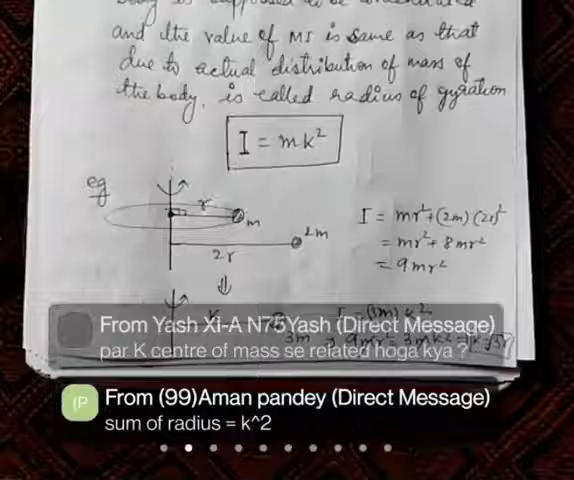 and the value of MI is same as that
due to actual distribution of mass of
the body, is called radius of gyration
I = mk²
eg
r
m
2m
2r
I = mr² + (2m) (2r)²
= mr² + 8mr²
= 9mr²
K
3m
From Yash Xi-A N75Yash (Direct Message)
par K centre of mass se related hoga kya ?
(P
From (99)Aman pandey (Direct Message)
sum of radius = k^2